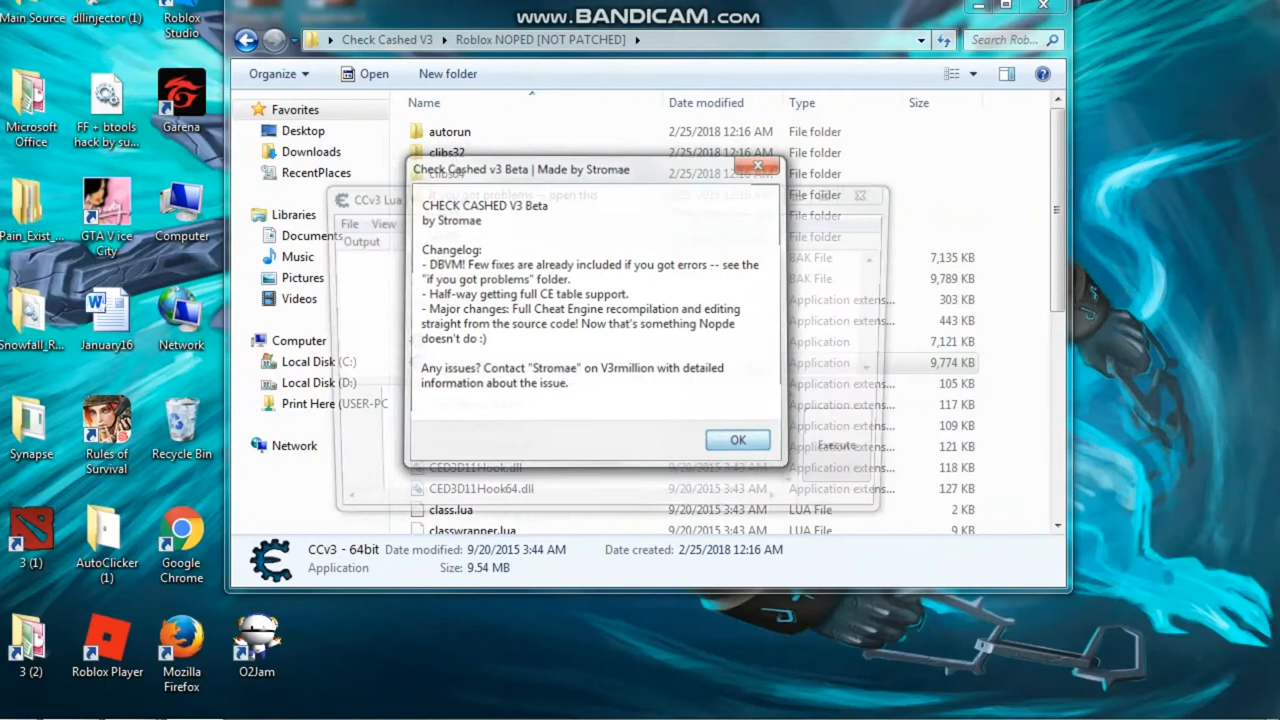 www.BANDICAM.com
Main Source
dllinjector (1)
Roblox
Studio
Microsoft
Office
FF + btools
hack by su...
Garena
Pain_Exist_...
GTA V ice
City
Computer
Snowfall_R...
January16
Network
Synapse
Rules of
Survival
Recycle Bin
3 (1)
AutoClicker
(1)
Google
Chrome
3 (2)
Roblox Player
Mozilla
Firefox
O2Jam
Check Cashed V3
Roblox NOPED [NOT PATCHED]
Search Rob...
Organize
Open
New folder
Favorites
Desktop
Downloads
RecentPlaces
Libraries
Documents
Music
Pictures
Videos
Computer
Local Disk (C:)
Local Disk (D:)
Print Here (USER-PC
Network
Name
Date modified
Type
Size
autorun 2/25/2018 12:16 AM File folder
clibs32 2/25/2018 12:16 AM File folder
clibs64 2/25/2018 12:16 AM File folder
if you got problems -- open this File folder
File folder
File folder
BAK File 7,135 KB
BAK File 9,789 KB
Application extens... 303 KB
Application extens... 443 KB
Application 7,121 KB
Application 9,774 KB
Application extens... 105 KB
Application extens... 117 KB
Application extens... 109 KB
Application extens... 121 KB
CED3D11Hook.dll 9/20/2015 3:43 AM Application extens... 118 KB
CED3D11Hook64.dll 9/20/2015 3:43 AM Application extens... 127 KB
class.lua 9/20/2015 3:43 AM LUA File 2 KB
classwrapper.lua 9/20/2015 3:43 AM LUA File 9 KB
CCv3 Lua
File View
Output
Execute
Check Cashed v3 Beta | Made by Stromae
CHECK CASHED V3 Beta
by Stromae
Changelog:
- DBVM! Few fixes are already included if you got errors -- see the
"if you got problems" folder.
- Half-way getting full CE table support.
- Major changes: Full Cheat Engine recompilation and editing
straight from the source code! Now that's something Nopde
doesn't do :)
Any issues? Contact "Stromae" on V3rmillion with detailed
information about the issue.
OK
CCv3 - 64bit Date modified: 9/20/2015 3:44 AM Date created: 2/25/2018 12:16 AM
Application Size: 9.54 MB